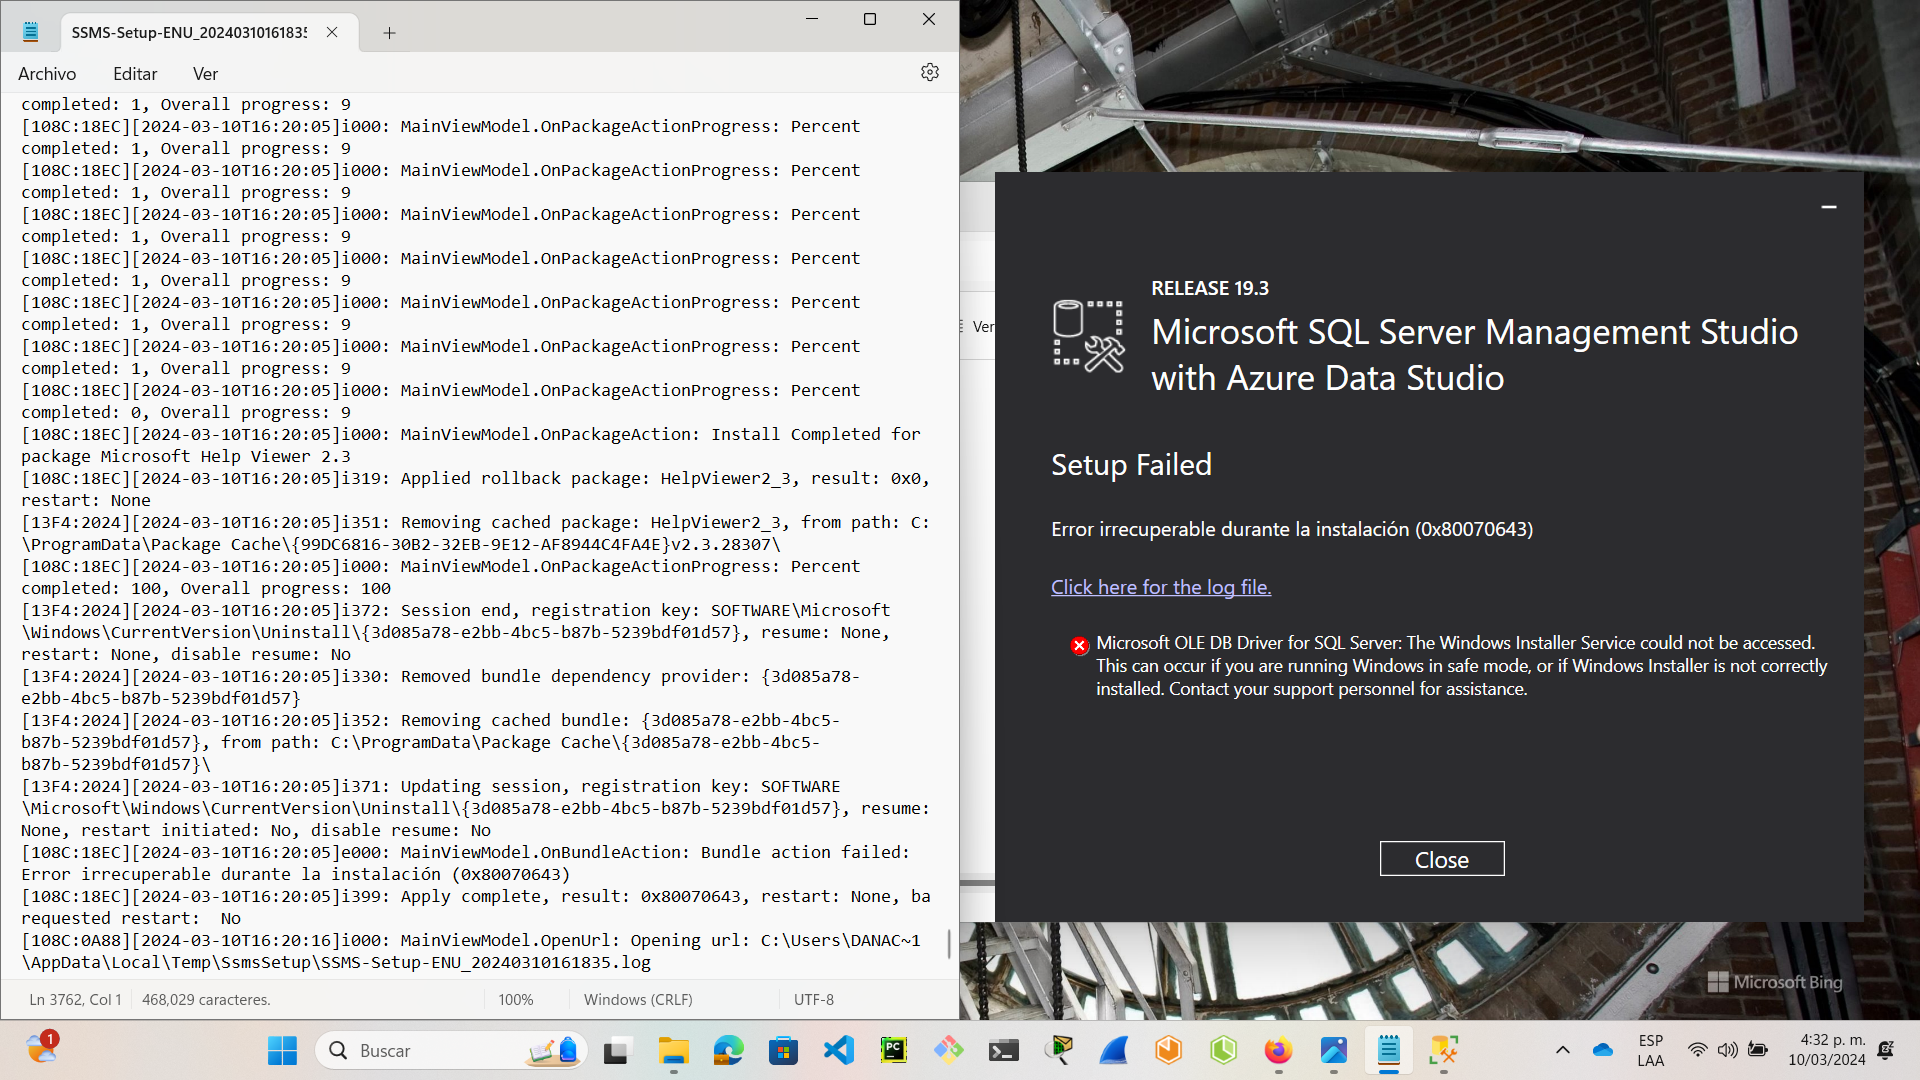 SSMS-Setup-ENU_20240310161835
Archivo
Editar
Ver
completed: 1, Overall progress: 9
[108C:18EC][2024-03-10T16:20:05]i000: MainViewModel.OnPackageActionProgress: Percent
completed: 1, Overall progress: 9
[108C:18EC][2024-03-10T16:20:05]i000: MainViewModel.OnPackageActionProgress: Percent
completed: 1, Overall progress: 9
[108C:18EC][2024-03-10T16:20:05]i000: MainViewModel.OnPackageActionProgress: Percent
completed: 1, Overall progress: 9
[108C:18EC][2024-03-10T16:20:05]i000: MainViewModel.OnPackageActionProgress: Percent
completed: 1, Overall progress: 9
[108C:18EC][2024-03-10T16:20:05]i000: MainViewModel.OnPackageActionProgress: Percent
completed: 1, Overall progress: 9
[108C:18EC][2024-03-10T16:20:05]i000: MainViewModel.OnPackageActionProgress: Percent
completed: 1, Overall progress: 9
[108C:18EC][2024-03-10T16:20:05]i000: MainViewModel.OnPackageActionProgress: Percent
completed: 0, Overall progress: 9
[108C:18EC][2024-03-10T16:20:05]i000: MainViewModel.OnPackageAction: Install Completed for
package Microsoft Help Viewer 2.3
[108C:18EC][2024-03-10T16:20:05]i319: Applied rollback package: HelpViewer2_3, result: 0x0,
restart: None
[13F4:2024][2024-03-10T16:20:05]i351: Removing cached package: HelpViewer2_3, from path: C:
\ProgramData\Package Cache\{99DC6816-30B2-32EB-9E12-AF8944C4FA4E}v2.3.28307\
[108C:18EC][2024-03-10T16:20:05]i000: MainViewModel.OnPackageActionProgress: Percent
completed: 100, Overall progress: 100
[13F4:2024][2024-03-10T16:20:05]i372: Session end, registration key: SOFTWARE\Microsoft
\Windows\CurrentVersion\Uninstall\{3d085a78-e2bb-4bc5-b87b-5239bdf01d57}, resume: None,
restart: None, disable resume: No
[13F4:2024][2024-03-10T16:20:05]i330: Removed bundle dependency provider: {3d085a78-
e2bb-4bc5-b87b-5239bdf01d57}
[13F4:2024][2024-03-10T16:20:05]i352: Removing cached bundle: {3d085a78-e2bb-4bc5-
b87b-5239bdf01d57}, from path: C:\ProgramData\Package Cache\{3d085a78-e2bb-4bc5-
b87b-5239bdf01d57}\
[13F4:2024][2024-03-10T16:20:05]i371: Updating session, registration key: SOFTWARE
\Microsoft\Windows\CurrentVersion\Uninstall\{3d085a78-e2bb-4bc5-b87b-5239bdf01d57}, resume:
None, restart initiated: No, disable resume: No
[108C:18EC][2024-03-10T16:20:05]e000: MainViewModel.OnBundleAction: Bundle action failed:
Error irrecuperable durante la instalación (0x80070643)
[108C:18EC][2024-03-10T16:20:05]i399: Apply complete, result: 0x80070643, restart: None, ba
requested restart:  No
[108C:0A88][2024-03-10T16:20:16]i000: MainViewModel.OpenUrl: Opening url: C:\Users\DANAC~1
\AppData\Local\Temp\SsmsSetup\SSMS-Setup-ENU_20240310161835.log
Ln 3762, Col 1
468,029 caracteres.
100%
Windows (CRLF)
UTF-8
Ver
RELEASE 19.3
Microsoft SQL Server Management Studio
with Azure Data Studio
Setup Failed
Error irrecuperable durante la instalación (0x80070643)
Click here for the log file.
Microsoft OLE DB Driver for SQL Server: The Windows Installer Service could not be accessed.
This can occur if you are running Windows in safe mode, or if Windows Installer is not correctly
installed. Contact your support personnel for assistance.
Close
Microsoft Bing
1
Buscar
PC
ESP
LAA
4:32 p. m.
10/03/2024